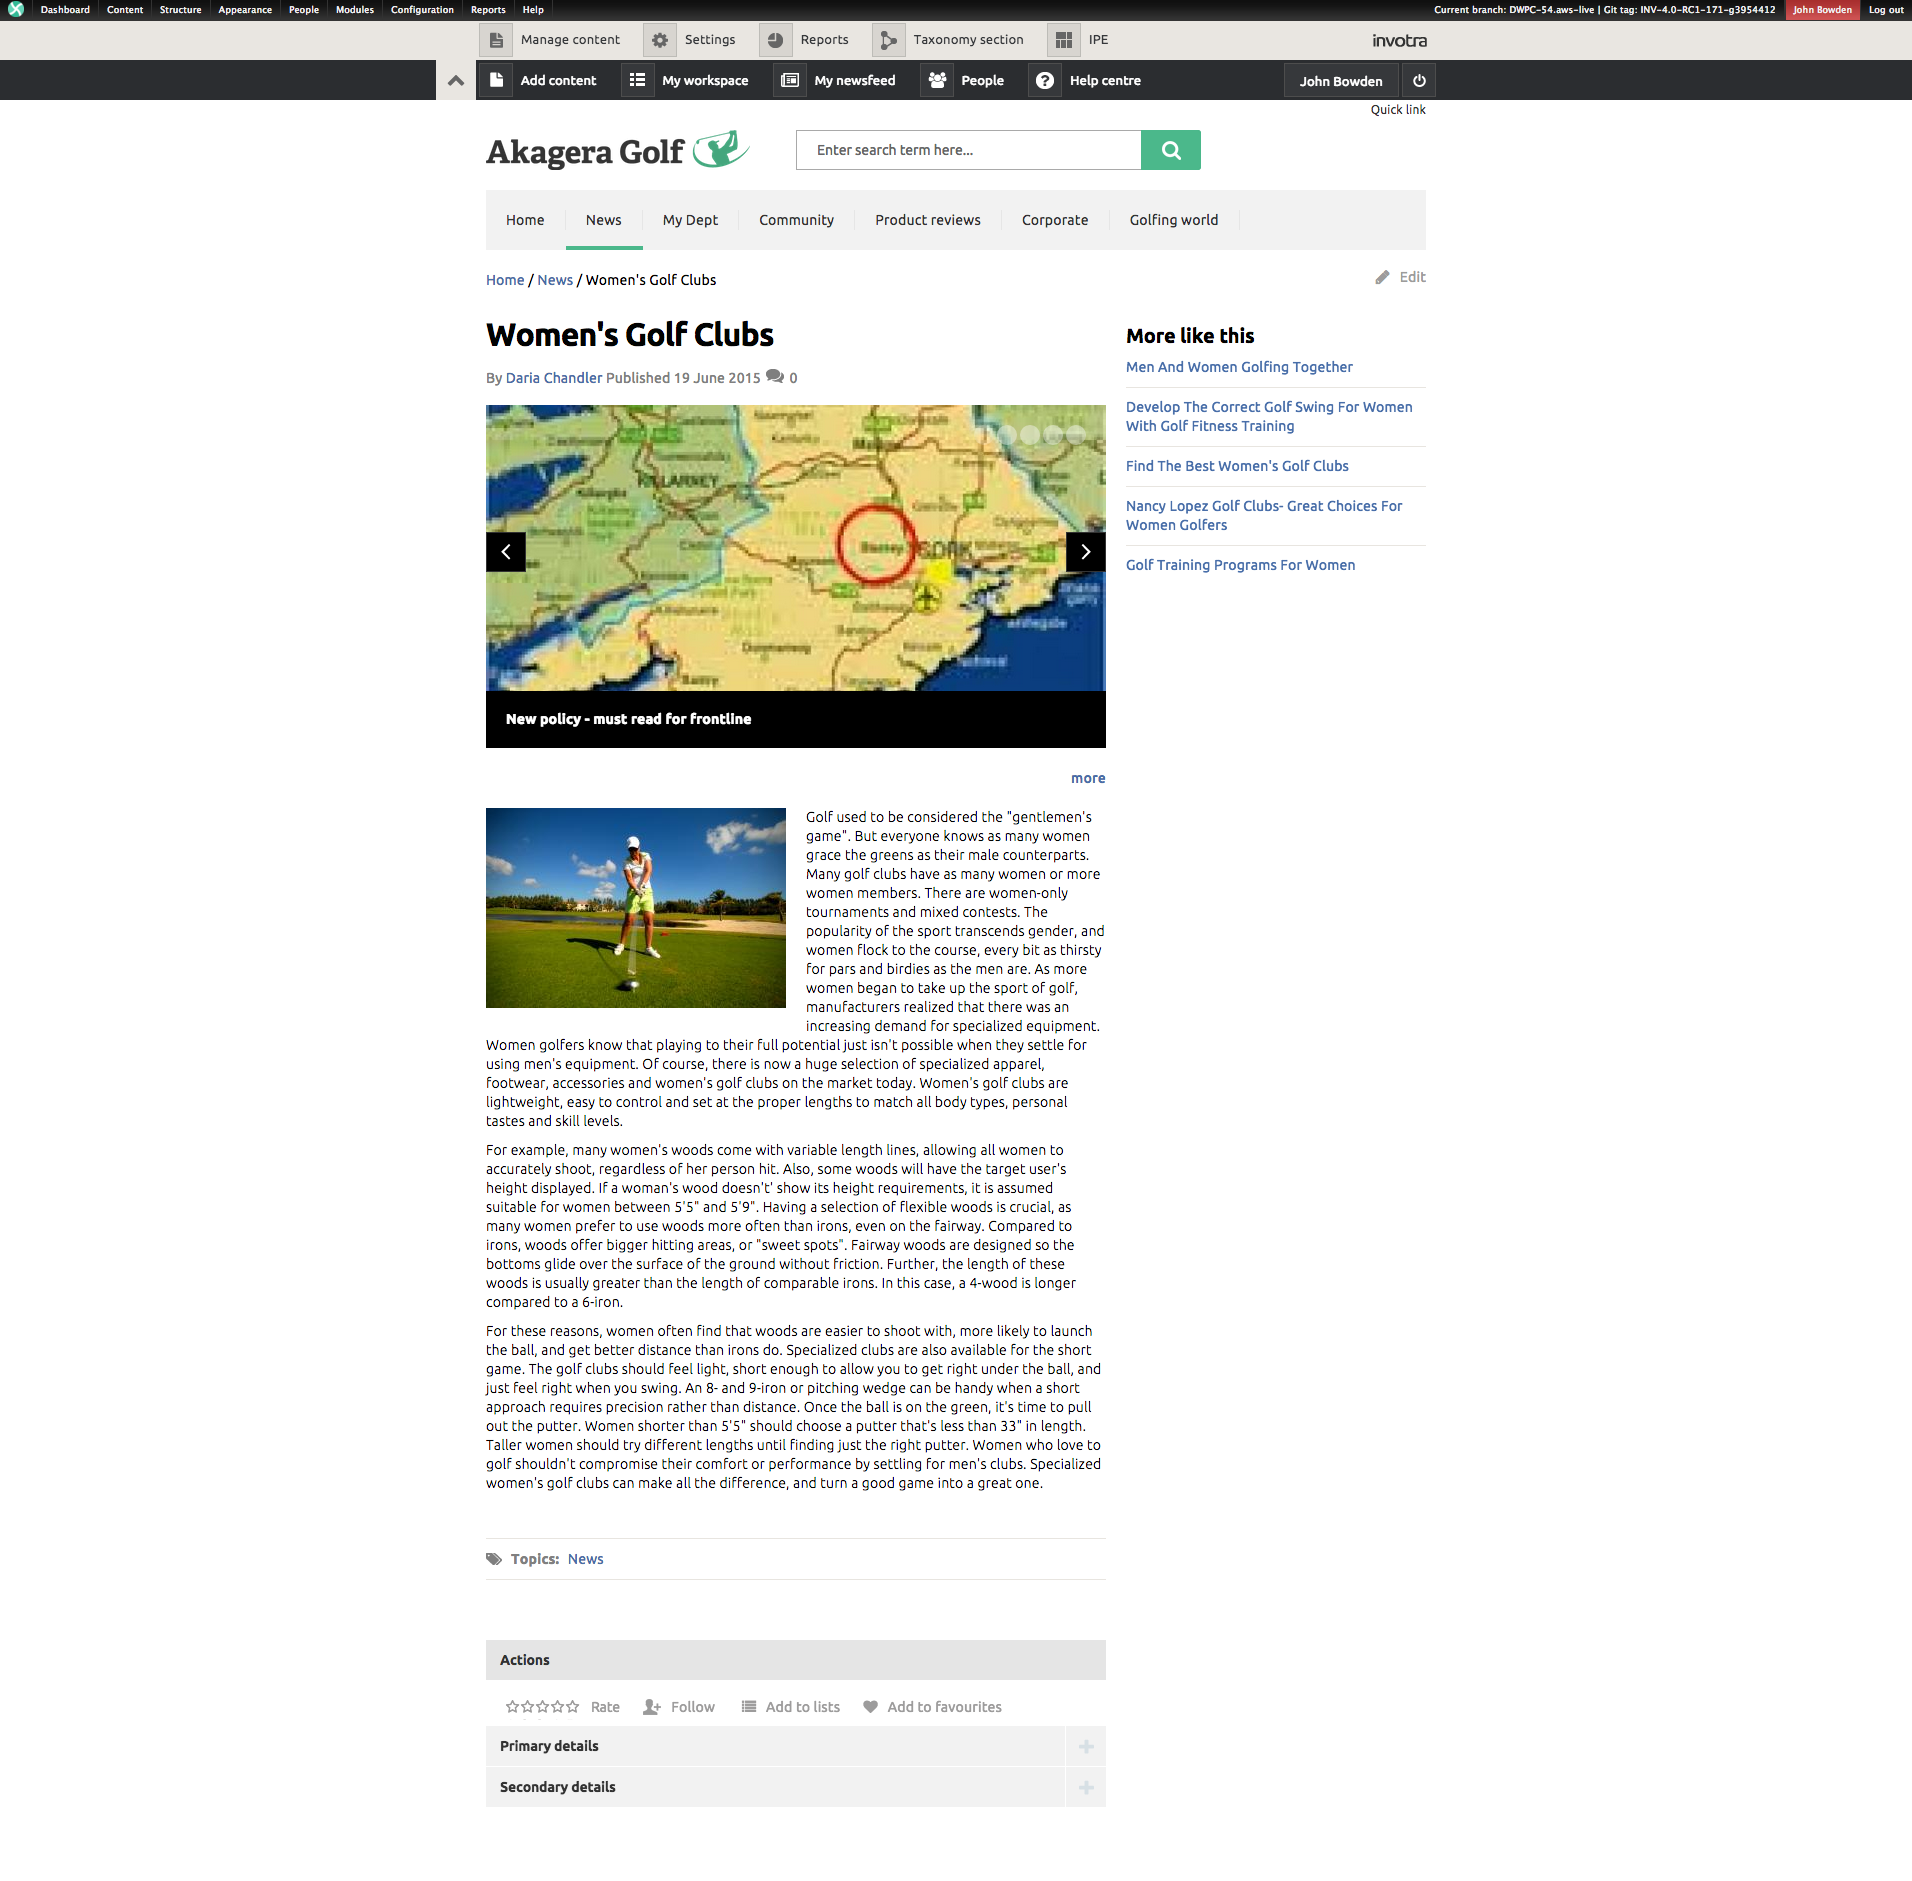 Dashboard Content Structure Appearance People Modules Configuration Reports Help Current branch: DWPC-54.aws-live | Git tag: INV-4.0-RC1-171-g3954412 John Bowden Log out
Manage content Settings Reports Taxonomy section IPE invotra
Add content My workspace My newsfeed People Help centre John Bowden
Quick link
Akagera Golf Enter search term here...
Home News My Dept Community Product reviews Corporate Golfing world
Home / News / Women's Golf Clubs Edit
Women's Golf Clubs
By Daria Chandler Published 19 June 2015 0
KILLARNEY
CORK
New policy - must read for frontline
more
Golf used to be considered the "gentlemen's
game". But everyone knows as many women
grace the greens as their male counterparts.
Many golf clubs have as many women or more
women members. There are women-only
tournaments and mixed contests. The
popularity of the sport transcends gender, and
women flock to the course, every bit as thirsty
for pars and birdies as the men are. As more
women began to take up the sport of golf,
manufacturers realized that there was an
increasing demand for specialized equipment.
Women golfers know that playing to their full potential just isn't possible when they settle for
using men's equipment. Of course, there is now a huge selection of specialized apparel,
footwear, accessories and women's golf clubs on the market today. Women's golf clubs are
lightweight, easy to control and set at the proper lengths to match all body types, personal
tastes and skill levels.
For example, many women's woods come with variable length lines, allowing all women to
accurately shoot, regardless of her person hit. Also, some woods will have the target user's
height displayed. If a woman's wood doesn't' show its height requirements, it is assumed
suitable for women between 5'5" and 5'9". Having a selection of flexible woods is crucial, as
many women prefer to use woods more often than irons, even on the fairway. Compared to
irons, woods offer bigger hitting areas, or "sweet spots". Fairway woods are designed so the
bottoms glide over the surface of the ground without friction. Further, the length of these
woods is usually greater than the length of comparable irons. In this case, a 4-wood is longer
compared to a 6-iron.
For these reasons, women often find that woods are easier to shoot with, more likely to launch
the ball, and get better distance than irons do. Specialized clubs are also available for the short
game. The golf clubs should feel light, short enough to allow you to get right under the ball, and
just feel right when you swing. An 8- and 9-iron or pitching wedge can be handy when a short
approach requires precision rather than distance. Once the ball is on the green, it's time to pull
out the putter. Women shorter than 5'5" should choose a putter that's less than 33" in length.
Taller women should try different lengths until finding just the right putter. Women who love to
golf shouldn't compromise their comfort or performance by settling for men's clubs. Specialized
women's golf clubs can make all the difference, and turn a good game into a great one.
Topics: News
Actions
Rate Follow Add to lists Add to favourites
Primary details
Secondary details
More like this
Men And Women Golfing Together
Develop The Correct Golf Swing For Women
With Golf Fitness Training
Find The Best Women's Golf Clubs
Nancy Lopez Golf Clubs- Great Choices For
Women Golfers
Golf Training Programs For Women